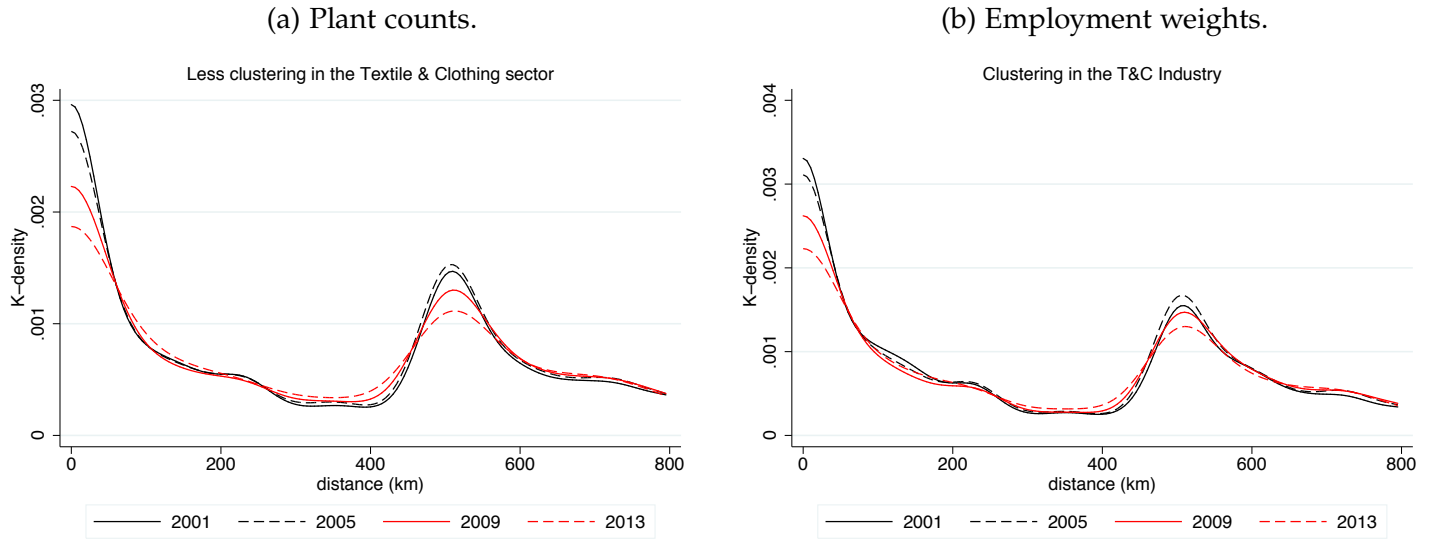 (a) Plant counts.
Less clustering in the Textile & Clothing sector
K−density
.003
.002
.001
0
0 200 400 600 800
distance (km)
2001 2005 2009 2013
(b) Employment weights.
Clustering in the T&C Industry
K−density
.004
.003
.002
.001
0
0 200 400 600 800
distance (km)
2001 2005 2009 2013